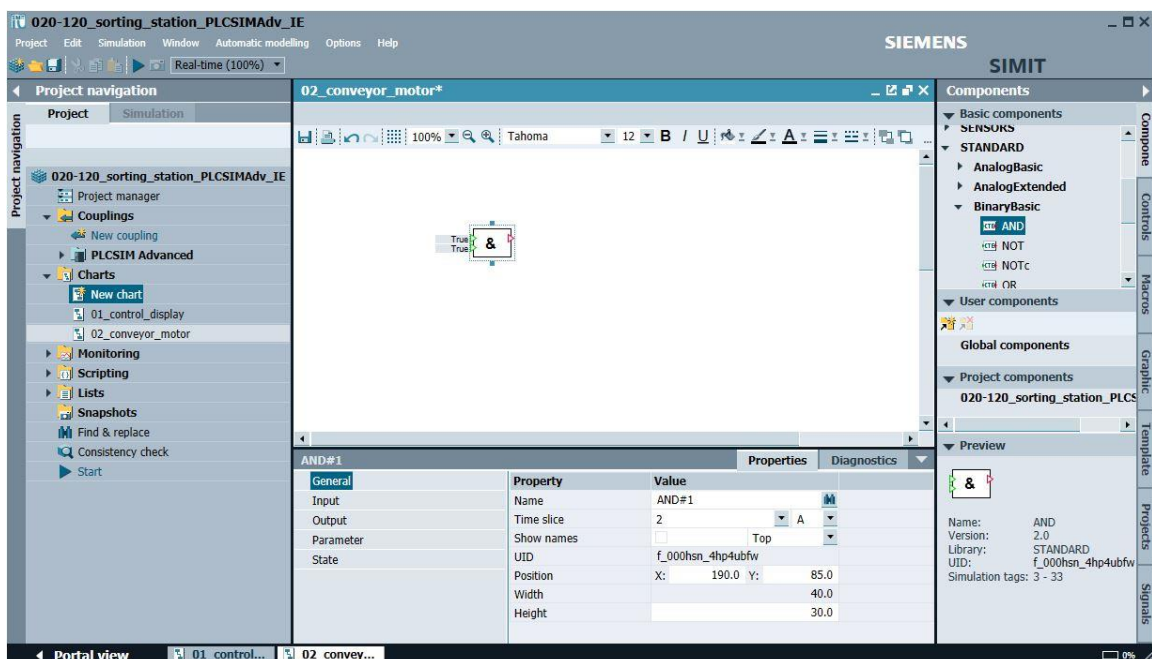 020-120_sorting_station_PLCSIMAdv_IE
Project Edit Simulation Window Automatic modelling Options Help
SIEMENS
Real-time (100%)
SIMIT
Project navigation
Project navigation
Project Simulation
020-120_sorting_station_PLCSIMAdv_IE
Project manager
Couplings
New coupling
PLCSIM Advanced
Charts
New chart
01_control_display
02_conveyor_motor
Monitoring
Scripting
Lists
Snapshots
Find & replace
Consistency check
Start
02_conveyor_motor*
100% Tahoma 12 B I U A
True
True
&
AND#1
Properties Diagnostics
General
Input
Output
Parameter
State
Property Value
Name AND#1
Time slice 2 A
Show names Top
UID f_000hsn_4hp4ubfw
Position X: 190.0 Y: 85.0
Width 40.0
Height 30.0
Components
Basic components
SENSORS
STANDARD
AnalogBasic
AnalogExtended
BinaryBasic
AND
NOT
NOTc
OR
User components
Global components
Project components
020-120_sorting_station_PLCS
Preview
&
Name: AND
Version: 2.0
Library: STANDARD
UID: f_000hsn_4hp4ubfw
Simulation tags: 3 - 33
Compone
Controls
Macros
Graphic
Template
Projects
Signals
Portal view 01_control... 02_convey...
0%